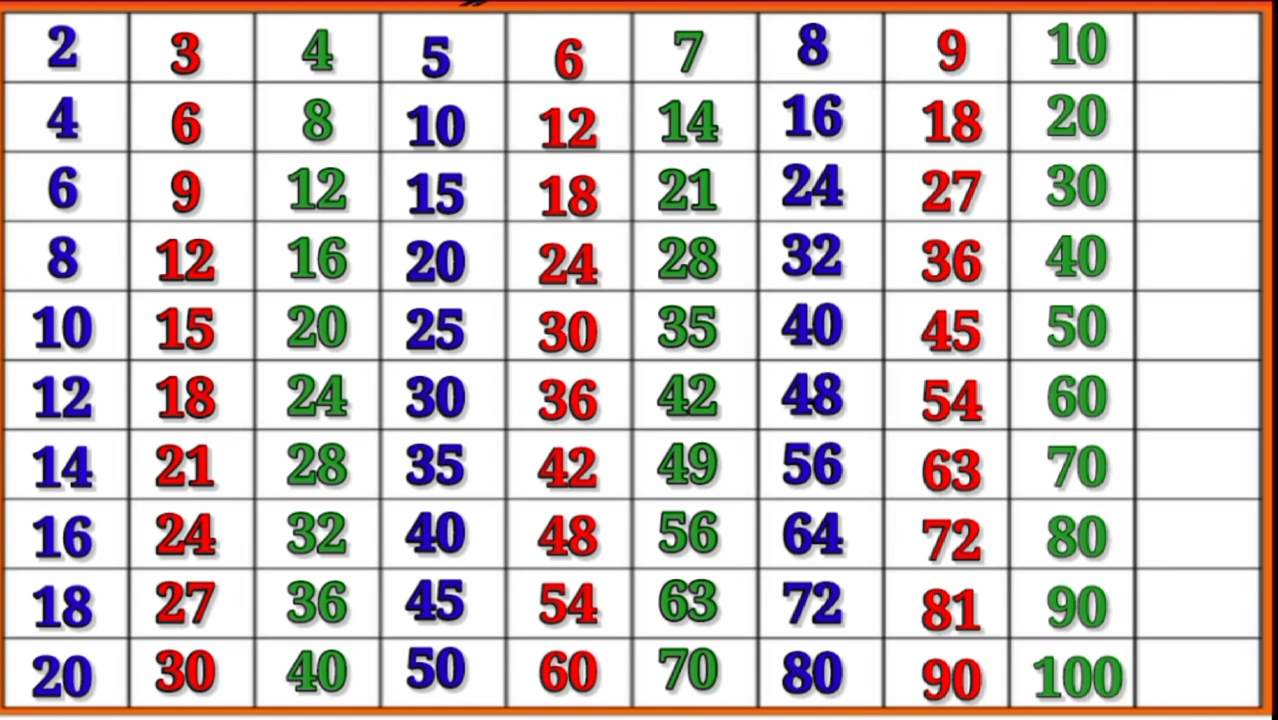 2 3 4 5 6 7 8 9 10
4 6 8 10 12 14 16 18 20
6 9 12 15 18 21 24 27 30
8 12 16 20 24 28 32 36 40
10 15 20 25 30 35 40 45 50
12 18 24 30 36 42 48 54 60
14 21 28 35 42 49 56 63 70
16 24 32 40 48 56 64 72 80
18 27 36 45 54 63 72 81 90
20 30 40 50 60 70 80 90 100